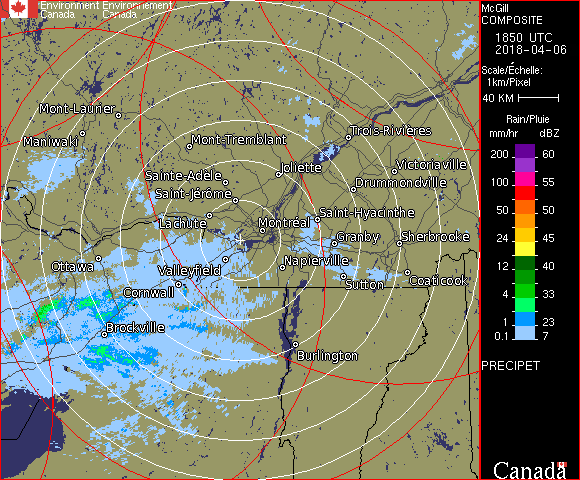 Environment Environnement
Canada Canada
McGill
COMPOSITE
1850 UTC
2018-04-06
Scale/Échelle:
1km/Pixel
40 KM
Rain/Pluie
mm/hr dBZ
200 60
155
100 55
50 50
24 45
12 40
4 33
1 23
0.1 7
PRECIPET
Canada
Mont-Laurier
Maniwaki
Mont-Tremblant
Trois-Rivières
Sainte-Adèle
Joliette
Victoriaville
Saint-Jérôme
Drummondville
Lachute
Montréal
Saint-Hyacinthe
Granby
Sherbrooke
Ottawa
Valleyfield
Napierville
Cornwall
Sutton
Coaticook
Brockville
Burlington